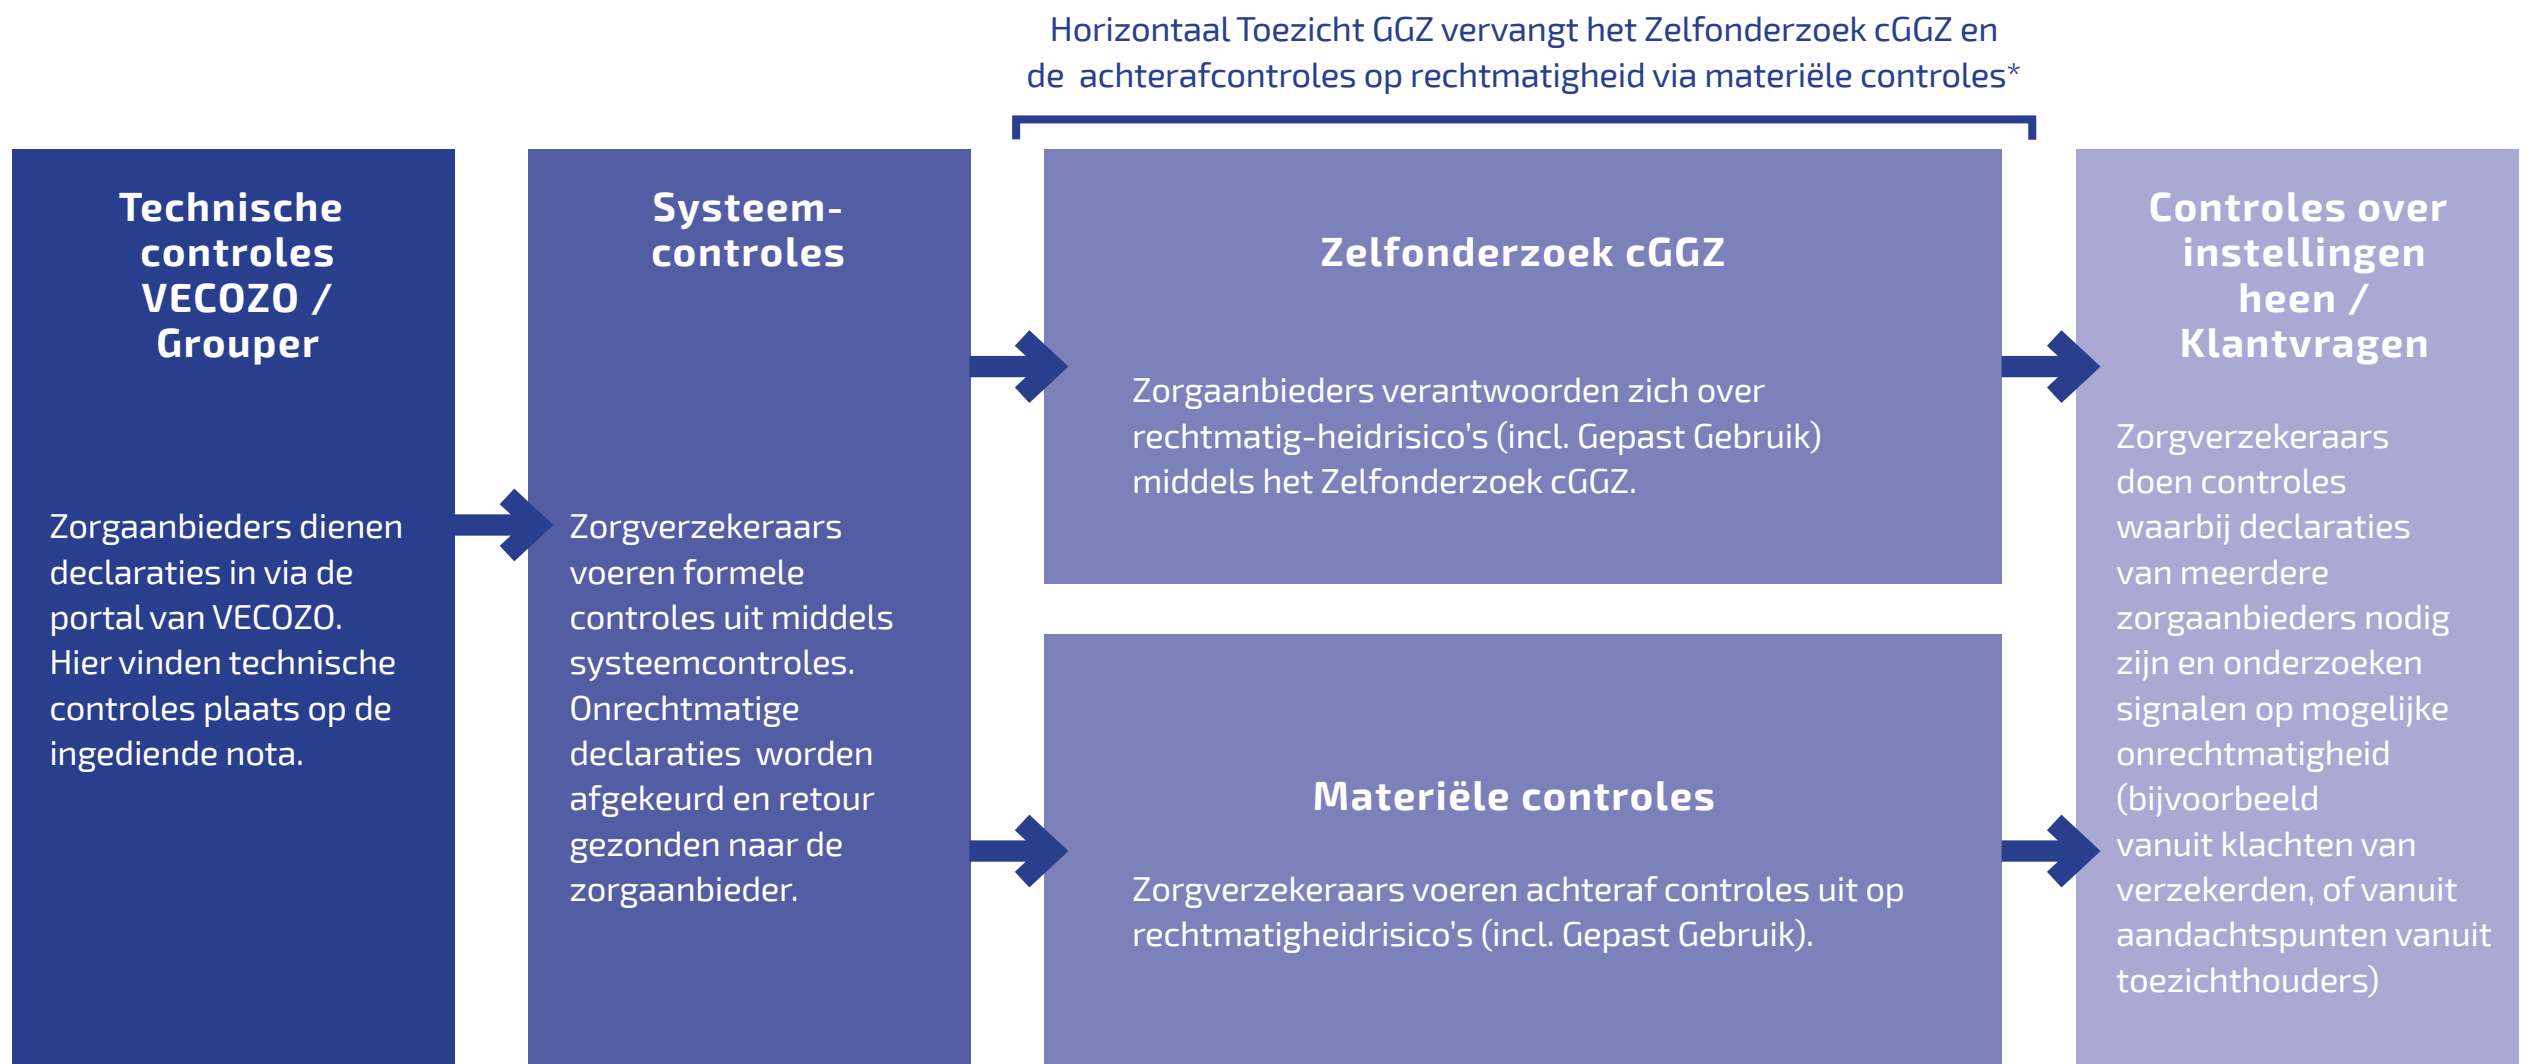 Horizontaal Toezicht GGZ vervangt het Zelfonderzoek cGGZ en
de achterafcontroles op rechtmatigheid via materiële controles*
Technische
controles
VECOZO /
Grouper
Zorgaanbieders dienen
declaraties in via de
portal van VECOZO.
Hier vinden technische
controles plaats op de
ingediende nota.
Systeem-
controles
Zorgverzekeraars
voeren formele
controles uit middels
systeemcontroles.
Onrechtmatige
declaraties worden
afgekeurd en retour
gezonden naar de
zorgaanbieder.
Zelfonderzoek cGGZ
Zorgaanbieders verantwoorden zich over
rechtmatig-heidrisico's (incl. Gepast Gebruik)
middels het Zelfonderzoek cGGZ.
Materiële controles
Zorgverzekeraars voeren achteraf controles uit op
rechtmatigheidrisico's (incl. Gepast Gebruik).
Controles over
instellingen
heen /
Klantvragen
Zorgverzekeraars
doen controles
waarbij declaraties
van meerdere
zorgaanbieders nodig
zijn en onderzoeken
signalen op mogelijke
onrechtmatigheid
(bijvoorbeeld
vanuit klachten van
verzekerden, of vanuit
aandachtspunten vanuit
toezichthouders)